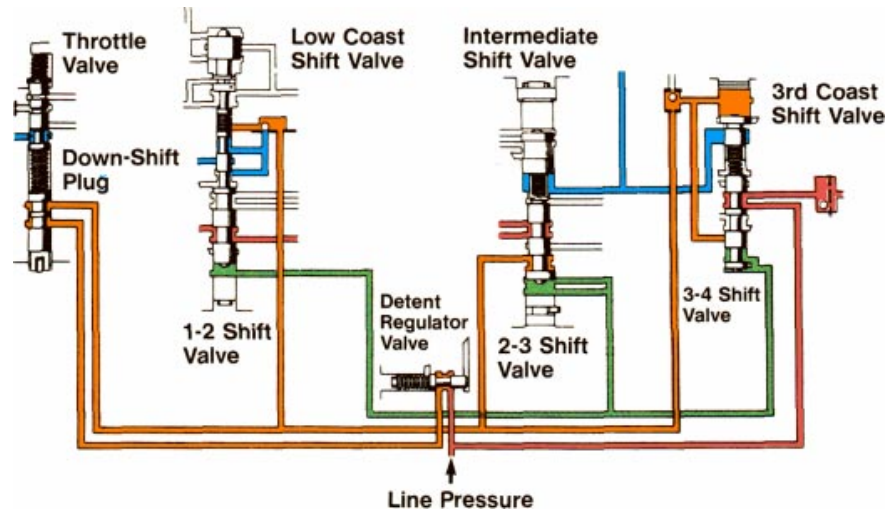 Throttle
Valve
Low Coast
Shift Valve
Intermediate
Shift Valve
3rd Coast
Shift Valve
Down-Shift
Plug
1-2 Shift
Valve
Detent
Regulator
Valve
2-3 Shift
Valve
3-4 Shift
Valve
Line Pressure